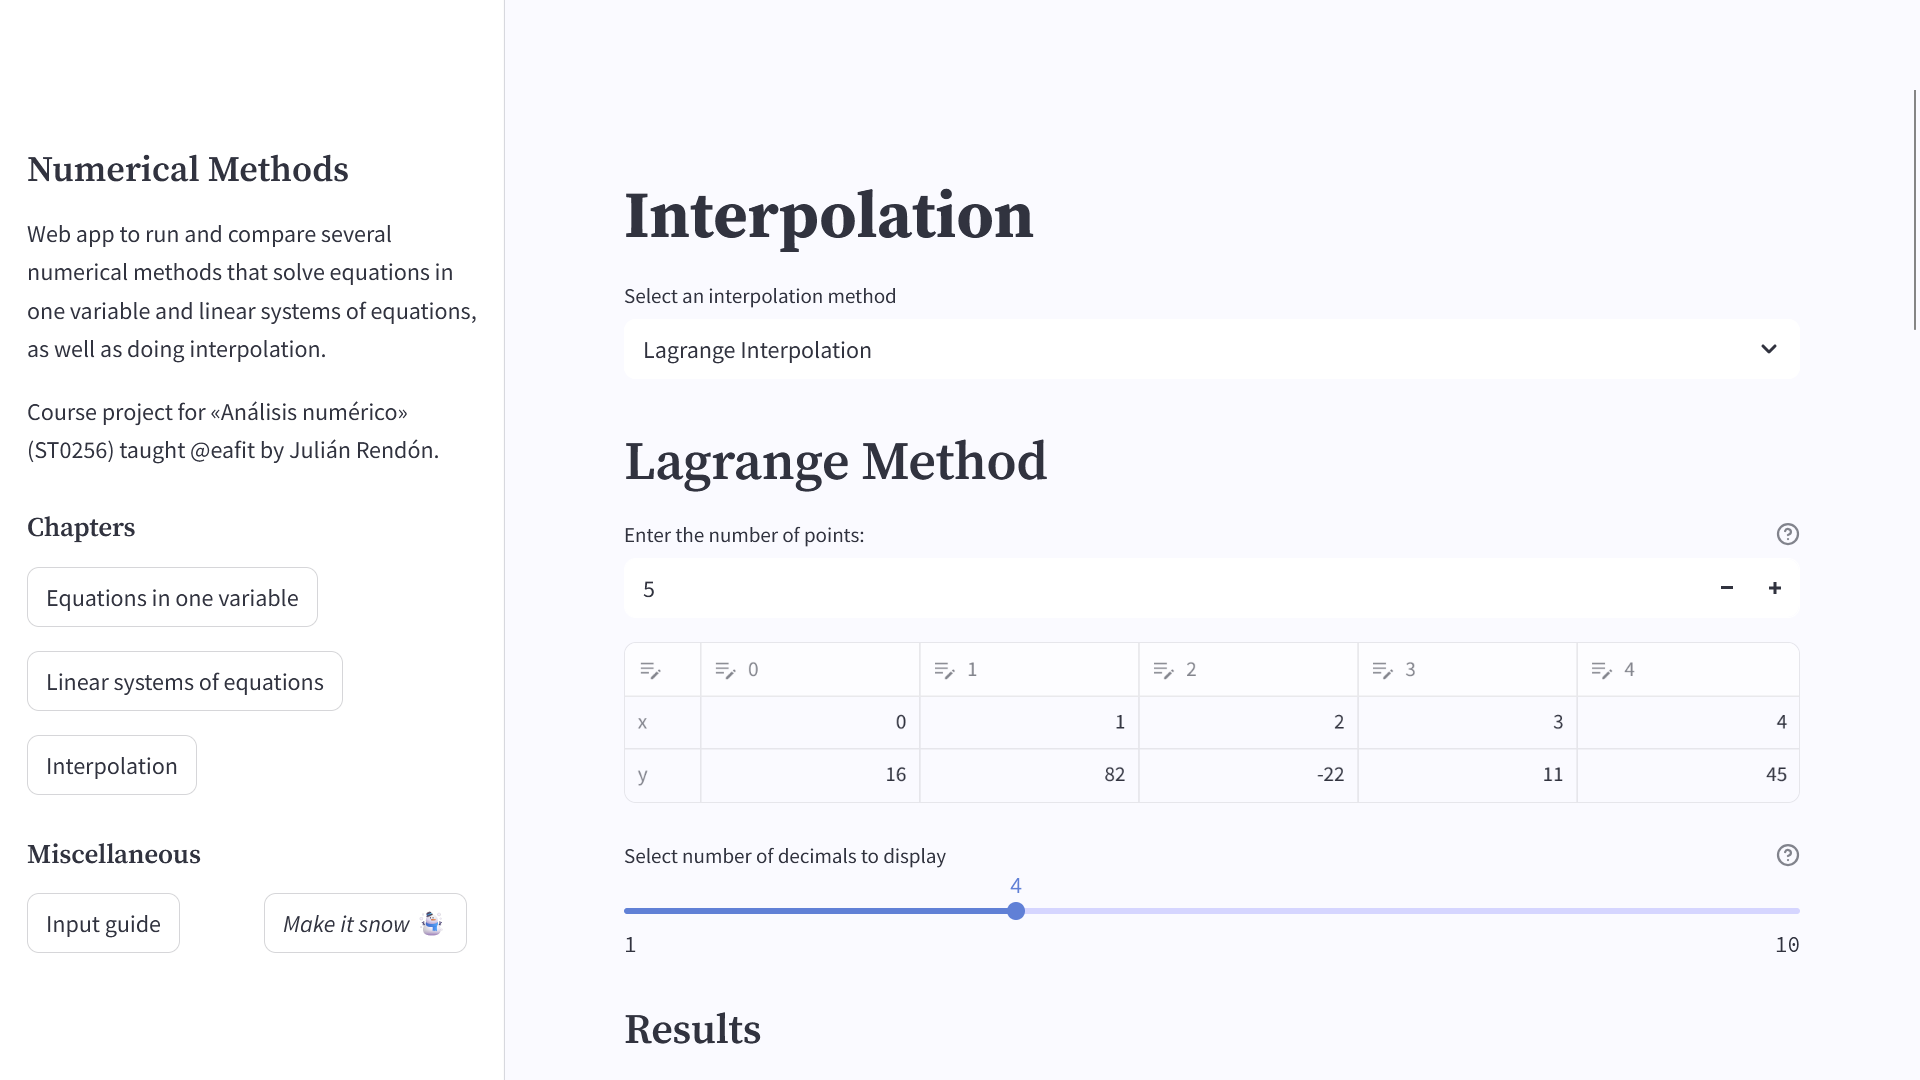 Numerical Methods
Web app to run and compare several
numerical methods that solve equations in
one variable and linear systems of equations,
as well as doing interpolation.
Course project for «Análisis numérico»
(ST0256) taught @eafit by Julián Rendón.
Chapters
Equations in one variable
Linear systems of equations
Interpolation
Miscellaneous
Input guide
Make it snow
Interpolation
Select an interpolation method
Lagrange Interpolation
Lagrange Method
Enter the number of points:
5
0 1 2 3 4
x 0 1 2 3 4
y 16 82 -22 11 45
Select number of decimals to display
4
1 10
Results